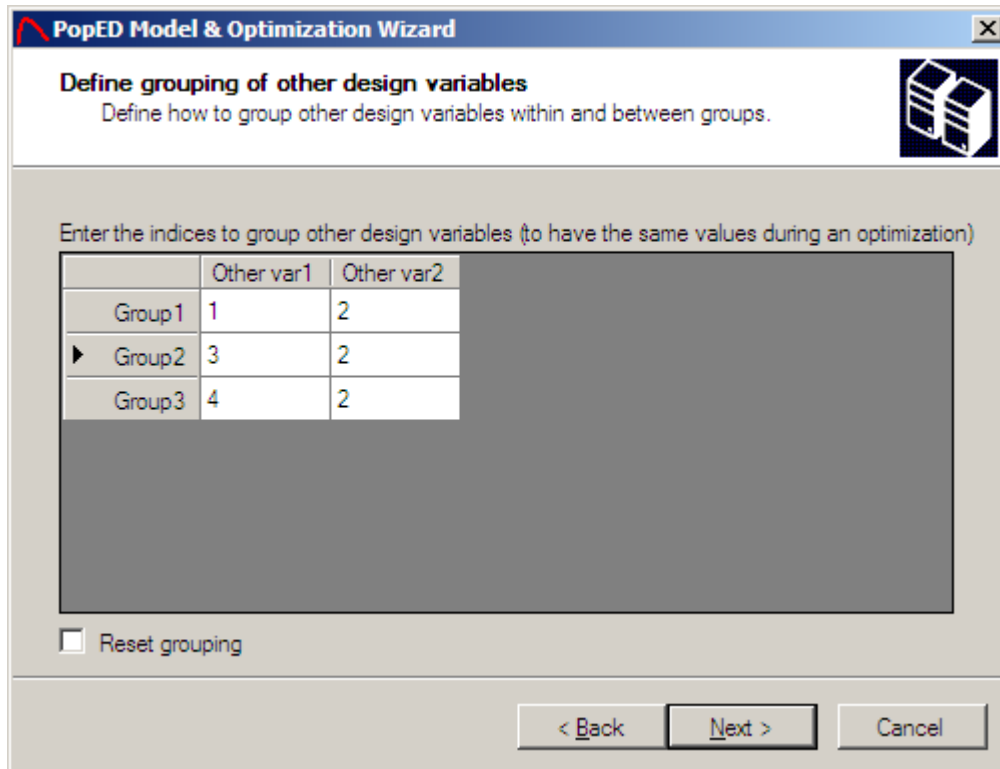 PopED Model & Optimization Wizard
Define grouping of other design variables
Define how to group other design variables within and between groups.
Enter the indices to group other design variables (to have the same values during an optimization)
Other var1 Other var2
Group1 1 2
Group2 3 2
Group3 4 2
Reset grouping
< Back Next > Cancel